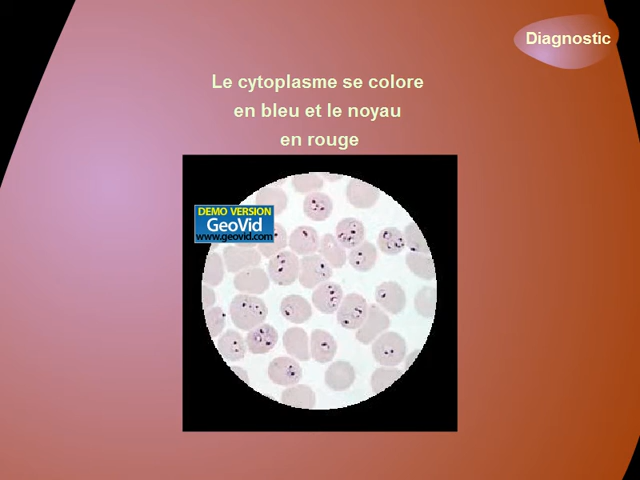 Diagnostic
Le cytoplasme se colore
en bleu et le noyau
en rouge
DEMO VERSION
GeoVid
www.geovid.com